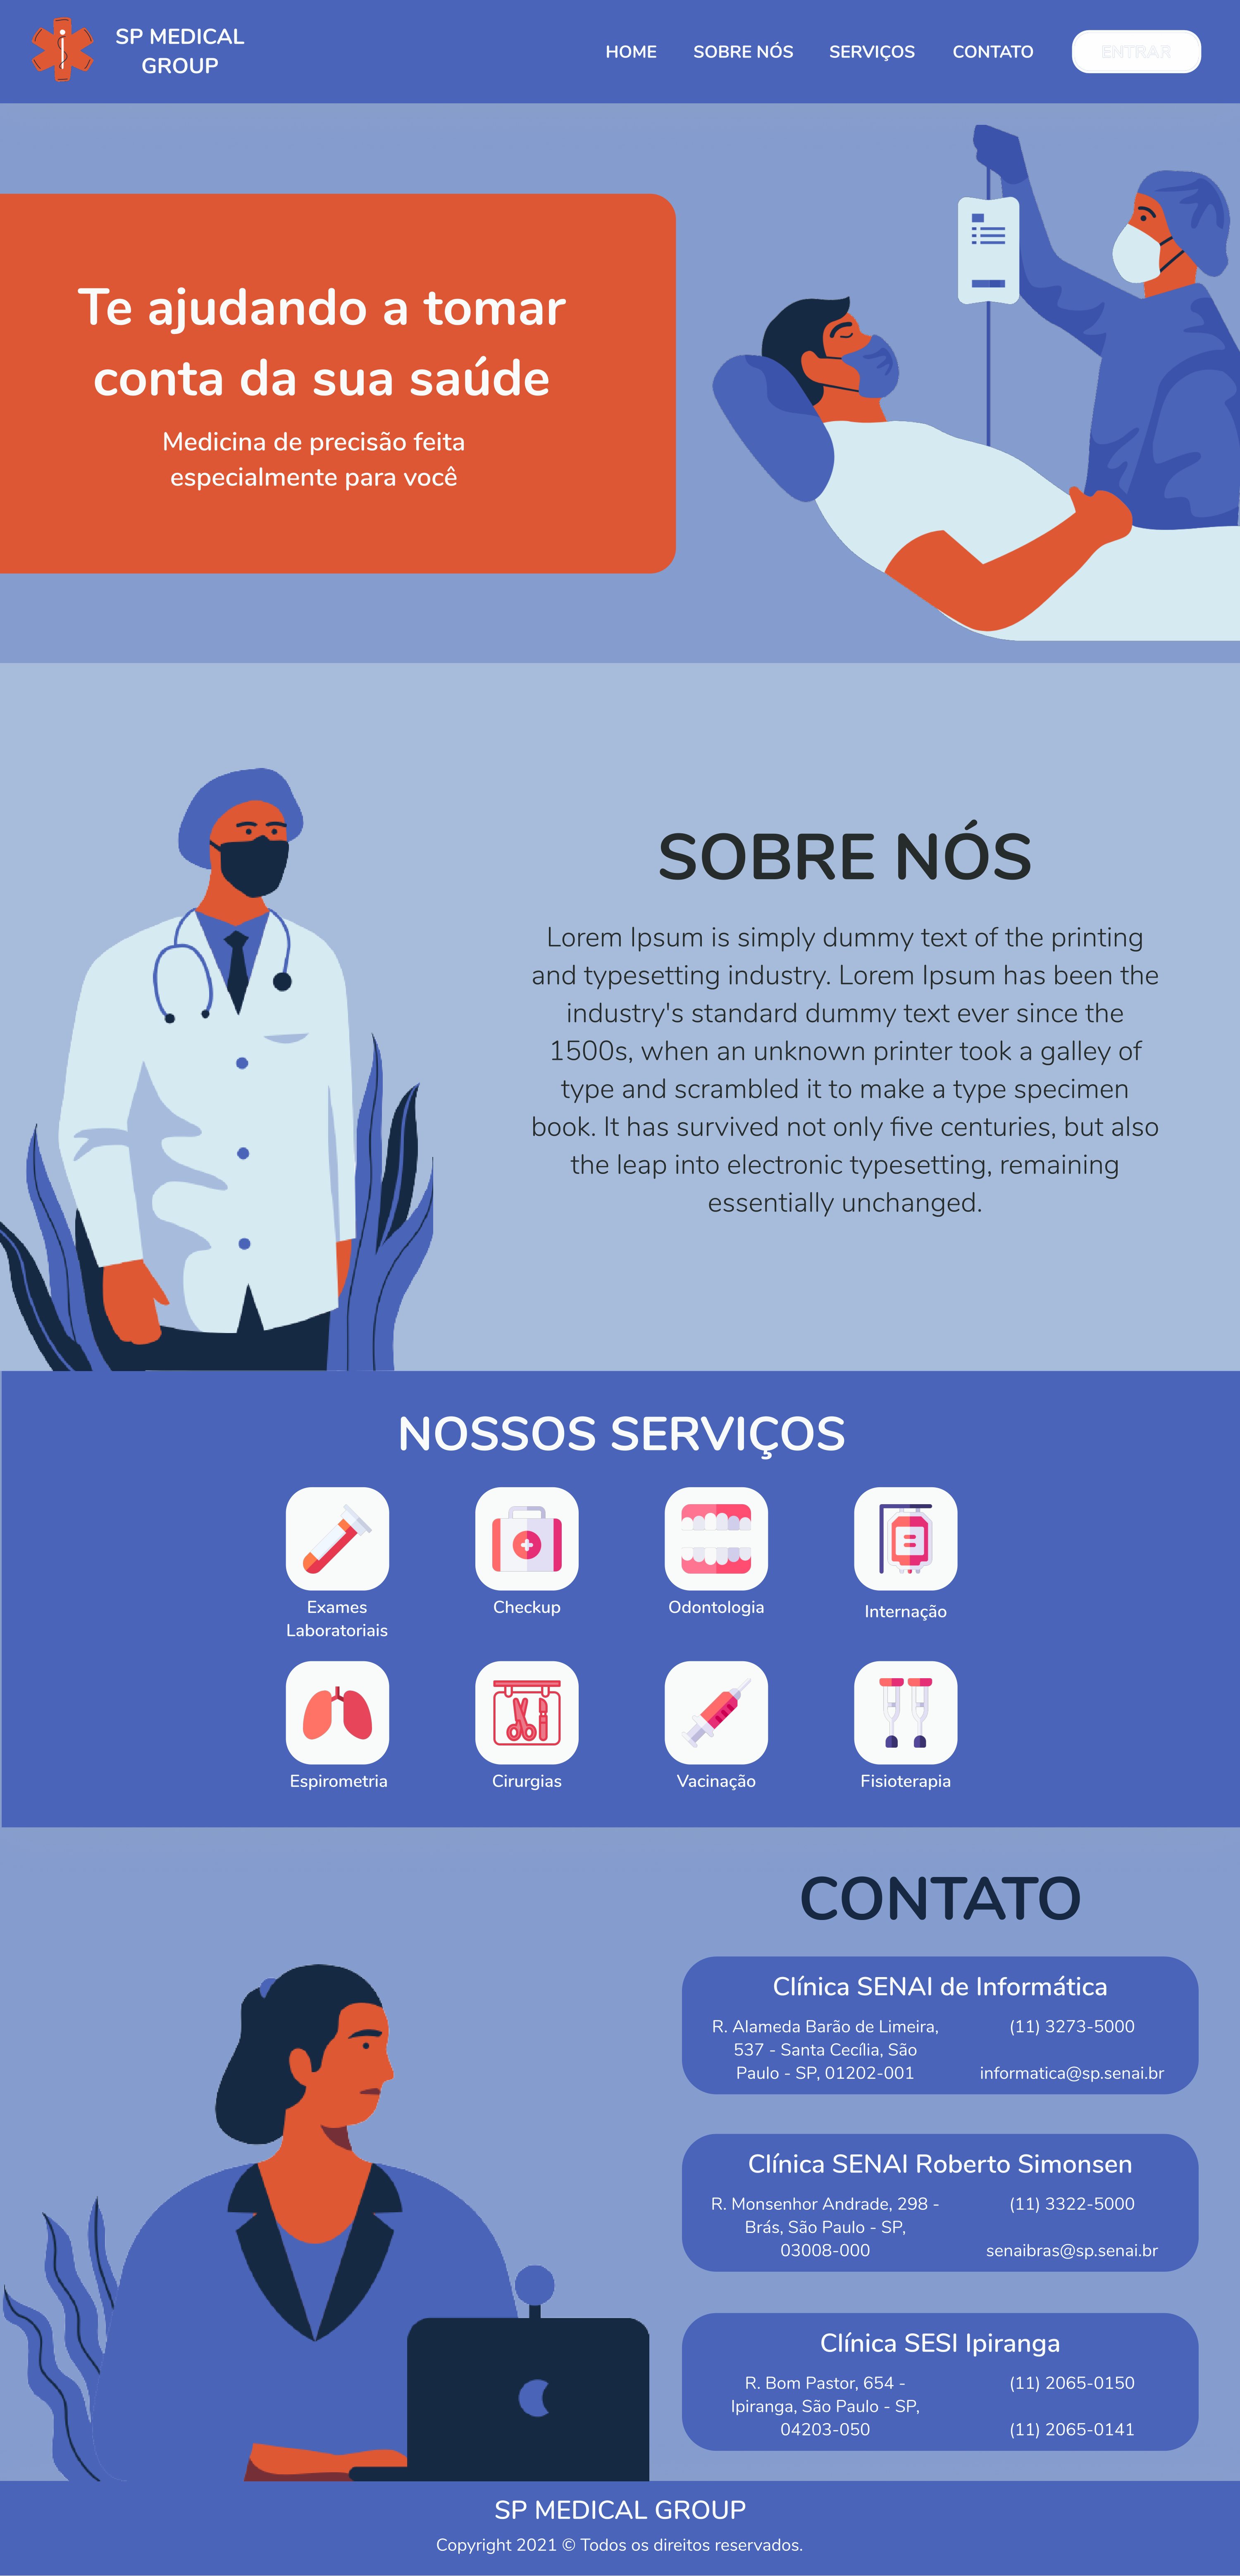 SP MEDICAL
GROUP
HOME
SOBRE NÓS
SERVIÇOS
CONTATO
ENTRAR
Te ajudando a tomar
conta da sua saúde
Medicina de precisão feita
especialmente para você
SOBRE NÓS
Lorem Ipsum is simply dummy text of the printing
and typesetting industry. Lorem Ipsum has been the
industry's standard dummy text ever since the
1500s, when an unknown printer took a galley of
type and scrambled it to make a type specimen
book. It has survived not only five centuries, but also
the leap into electronic typesetting, remaining
essentially unchanged.
NOSSOS SERVIÇOS
Exames
Laboratoriais
Checkup
Odontologia
Internação
Espirometria
Cirurgias
Vacinação
Fisioterapia
CONTATO
Clínica SENAI de Informática
R. Alameda Barão de Limeira,
537 - Santa Cecília, São
Paulo - SP, 01202-001
(11) 3273-5000
informatica@sp.senai.br
Clínica SENAI Roberto Simonsen
R. Monsenhor Andrade, 298 -
Brás, São Paulo - SP,
03008-000
(11) 3322-5000
senaibras@sp.senai.br
Clínica SESI Ipiranga
R. Bom Pastor, 654 -
Ipiranga, São Paulo - SP,
04203-050
(11) 2065-0150
(11) 2065-0141
SP MEDICAL GROUP
Copyright 2021 © Todos os direitos reservados.